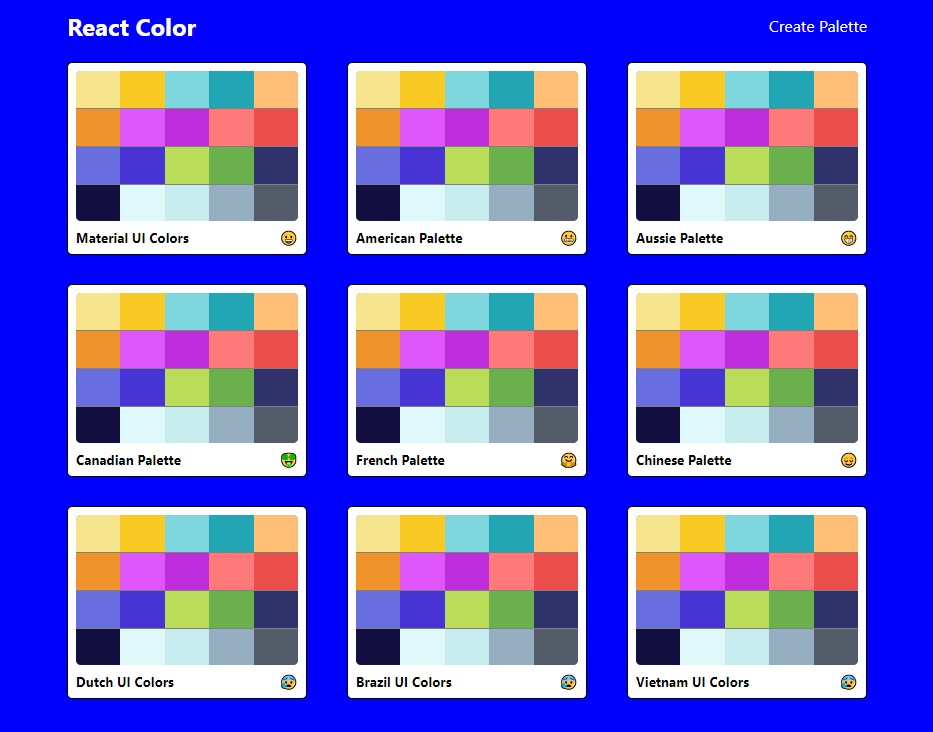 React Color
Create Palette
Material UI Colors
American Palette
Aussie Palette
Canadian Palette
French Palette
Chinese Palette
Dutch UI Colors
Brazil UI Colors
Vietnam UI Colors